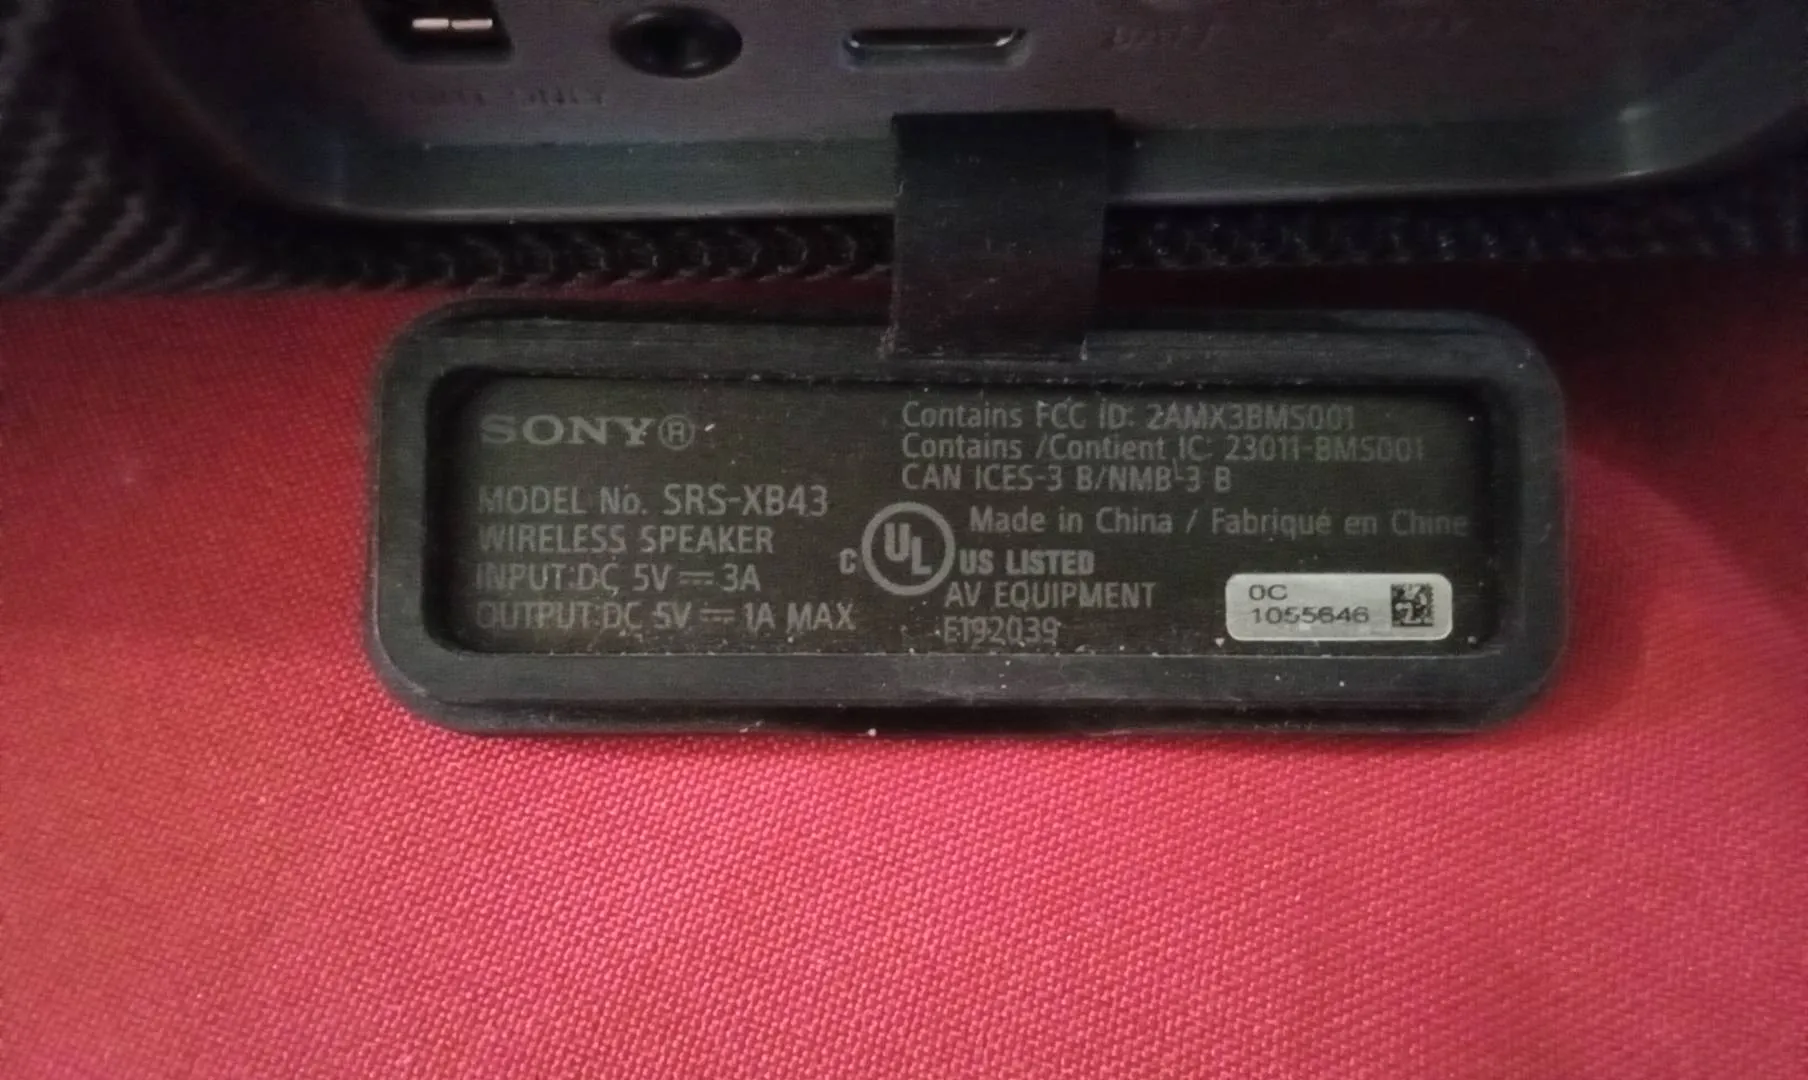 SONY®
MODEL No. SRS-XB43
WIRELESS SPEAKER
INPUT:DC 5V ⎓ 3A
OUTPUT:DC 5V ⎓ 1A MAX
Contains FCC ID: 2AMX3BMS001
Contains /Contient IC: 23011-BMS001
CAN ICES-3 B/NMB-3 B
Made in China / Fabriqué en Chine
C UL US LISTED
AV EQUIPMENT
E192039
0C
1055646